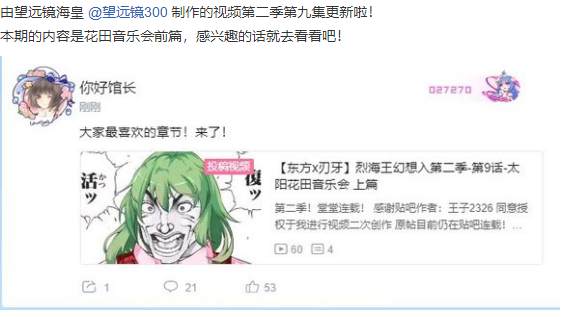 由望远镜海皇 @望远镜300 制作的视频第二季第九集更新啦！
本期的内容是花田音乐会前篇，感兴趣的话就去看看吧！
你好馆长
刚刚
027270
大家最喜欢的章节！来了！
投稿视频
活ッ
かつ
復ッ
【东方x刃牙】烈海王幻想入第二季-第9话-太
阳花田音乐会 上篇
第二季！堂堂连载！ 感谢贴吧作者：王子2326 同意授
权于我进行视频二次创作 原帖目前仍在贴吧连载！...
60 4
1 21 53